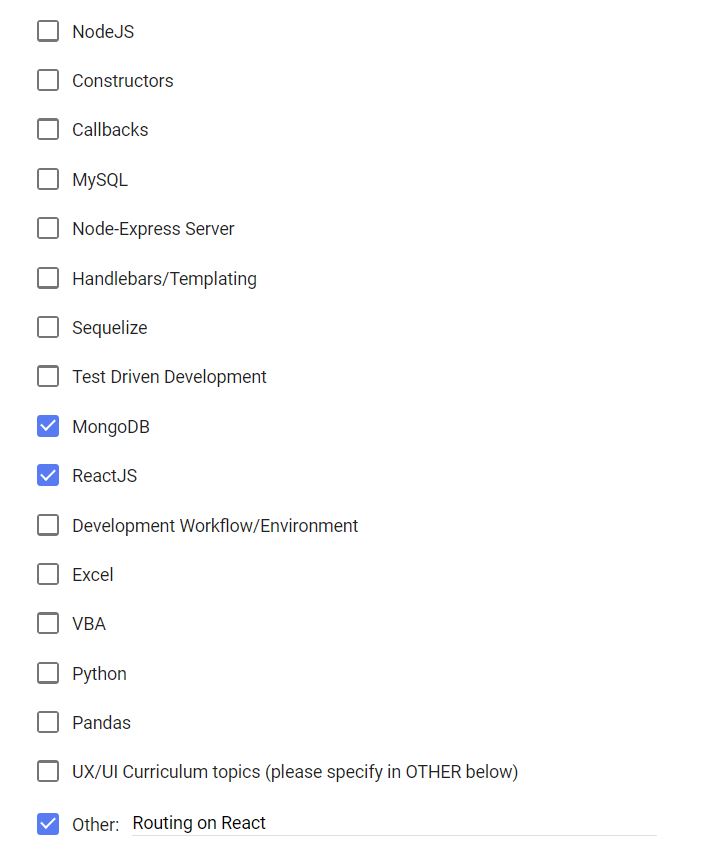 NodeJS
Constructors
Callbacks
MySQL
Node-Express Server
Handlebars/Templating
Sequelize
Test Driven Development
MongoDB
ReactJS
Development Workflow/Environment
Excel
VBA
Python
Pandas
UX/UI Curriculum topics (please specify in OTHER below)
Other: Routing on React